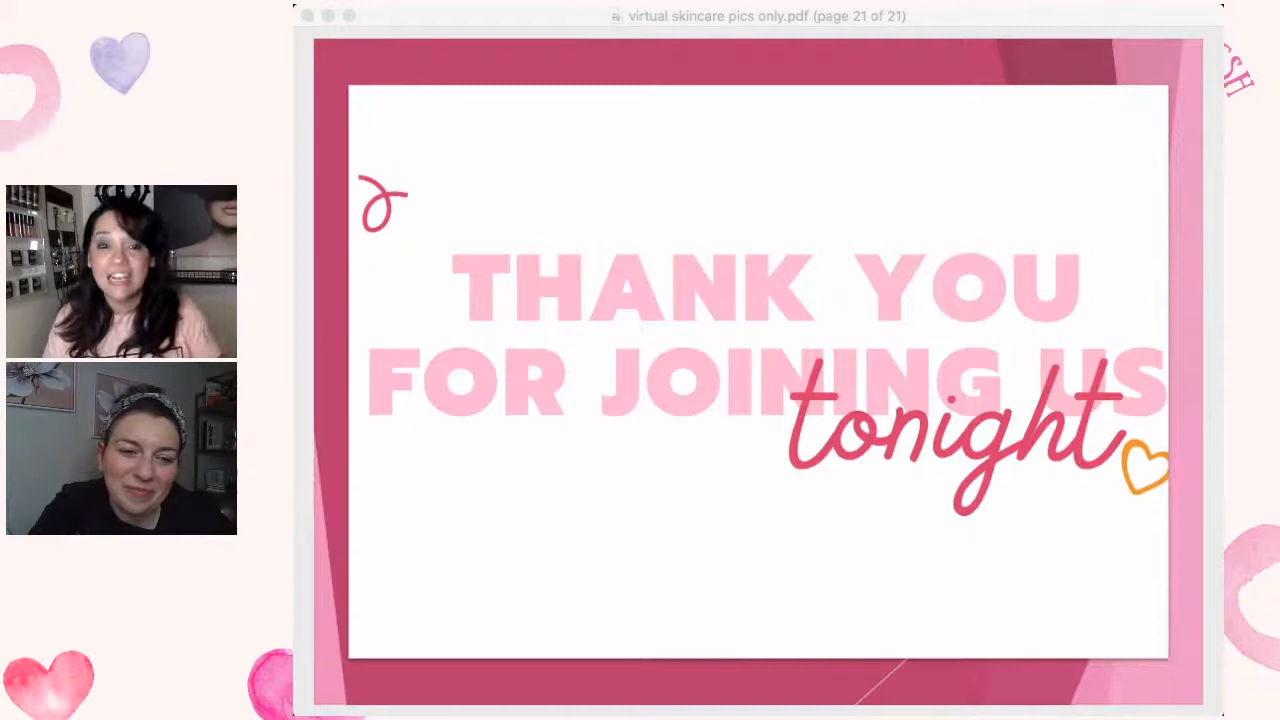 virtual skincare pics only.pdf (page 21 of 21)
THANK YOU
FOR JOINING US
tonight